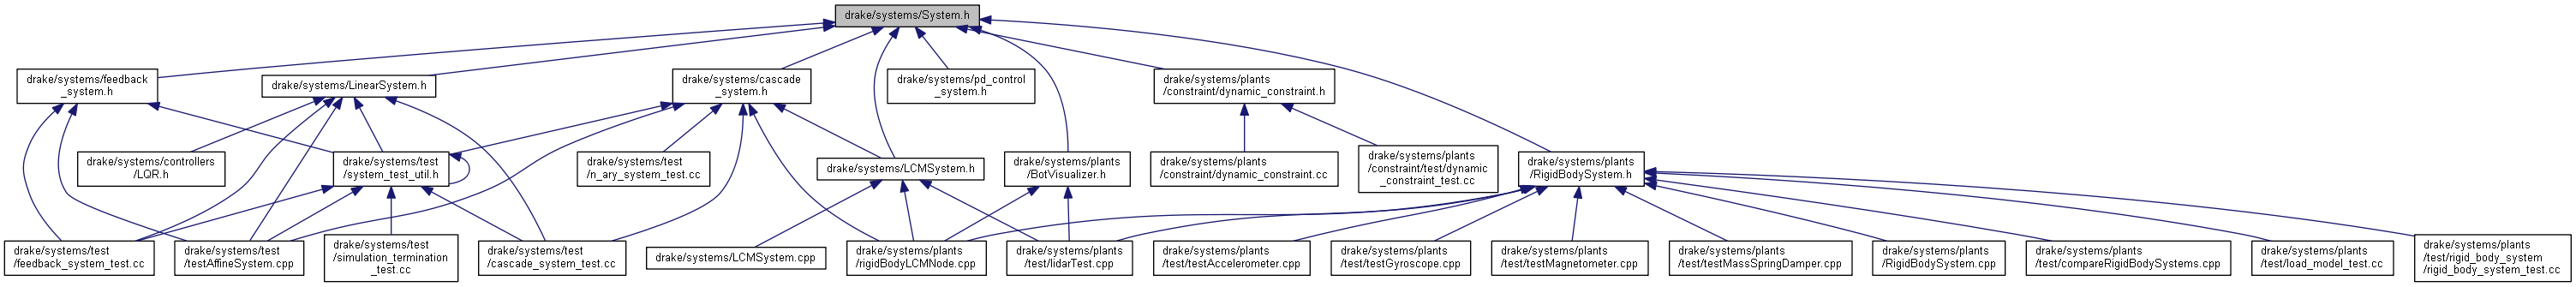 drake/systems/System.h
drake/systems/feedback
_system.h
drake/systems/LinearSystem.h
drake/systems/cascade
_system.h
drake/systems/pd_control
_system.h
drake/systems/plants
/constraint/dynamic_constraint.h
drake/systems/controllers
/LQR.h
drake/systems/test
/system_test_util.h
drake/systems/test
/n_ary_system_test.cc
drake/systems/LCMSystem.h
drake/systems/plants
/BotVisualizer.h
drake/systems/plants
/constraint/dynamic_constraint.cc
drake/systems/plants
/constraint/test/dynamic
_constraint_test.cc
drake/systems/plants
/RigidBodySystem.h
drake/systems/test
/feedback_system_test.cc
drake/systems/test
/testAffineSystem.cpp
drake/systems/test
/simulation_termination
_test.cc
drake/systems/test
/cascade_system_test.cc
drake/systems/LCMSystem.cpp
drake/systems/plants
/rigidBodyLCMNode.cpp
drake/systems/plants
/test/lidarTest.cpp
drake/systems/plants
/test/testAccelerometer.cpp
drake/systems/plants
/test/testGyroscope.cpp
drake/systems/plants
/test/testMagnetometer.cpp
drake/systems/plants
/test/testMassSpringDamper.cpp
drake/systems/plants
/RigidBodySystem.cpp
drake/systems/plants
/test/compareRigidBodySystems.cpp
drake/systems/plants
/test/load_model_test.cc
drake/systems/plants
/test/rigid_body_system
/rigid_body_system_test.cc